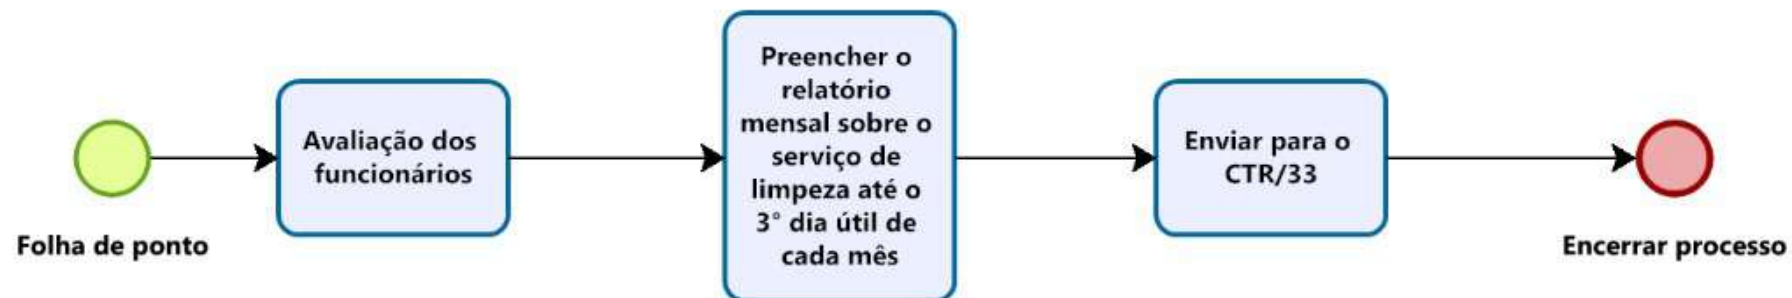 Folha de ponto
Avaliação dos
funcionários
Preencher o
relatório
mensal sobre o
serviço de
limpeza até o
3° dia útil de
cada mês
Enviar para o
CTR/33
Encerrar processo